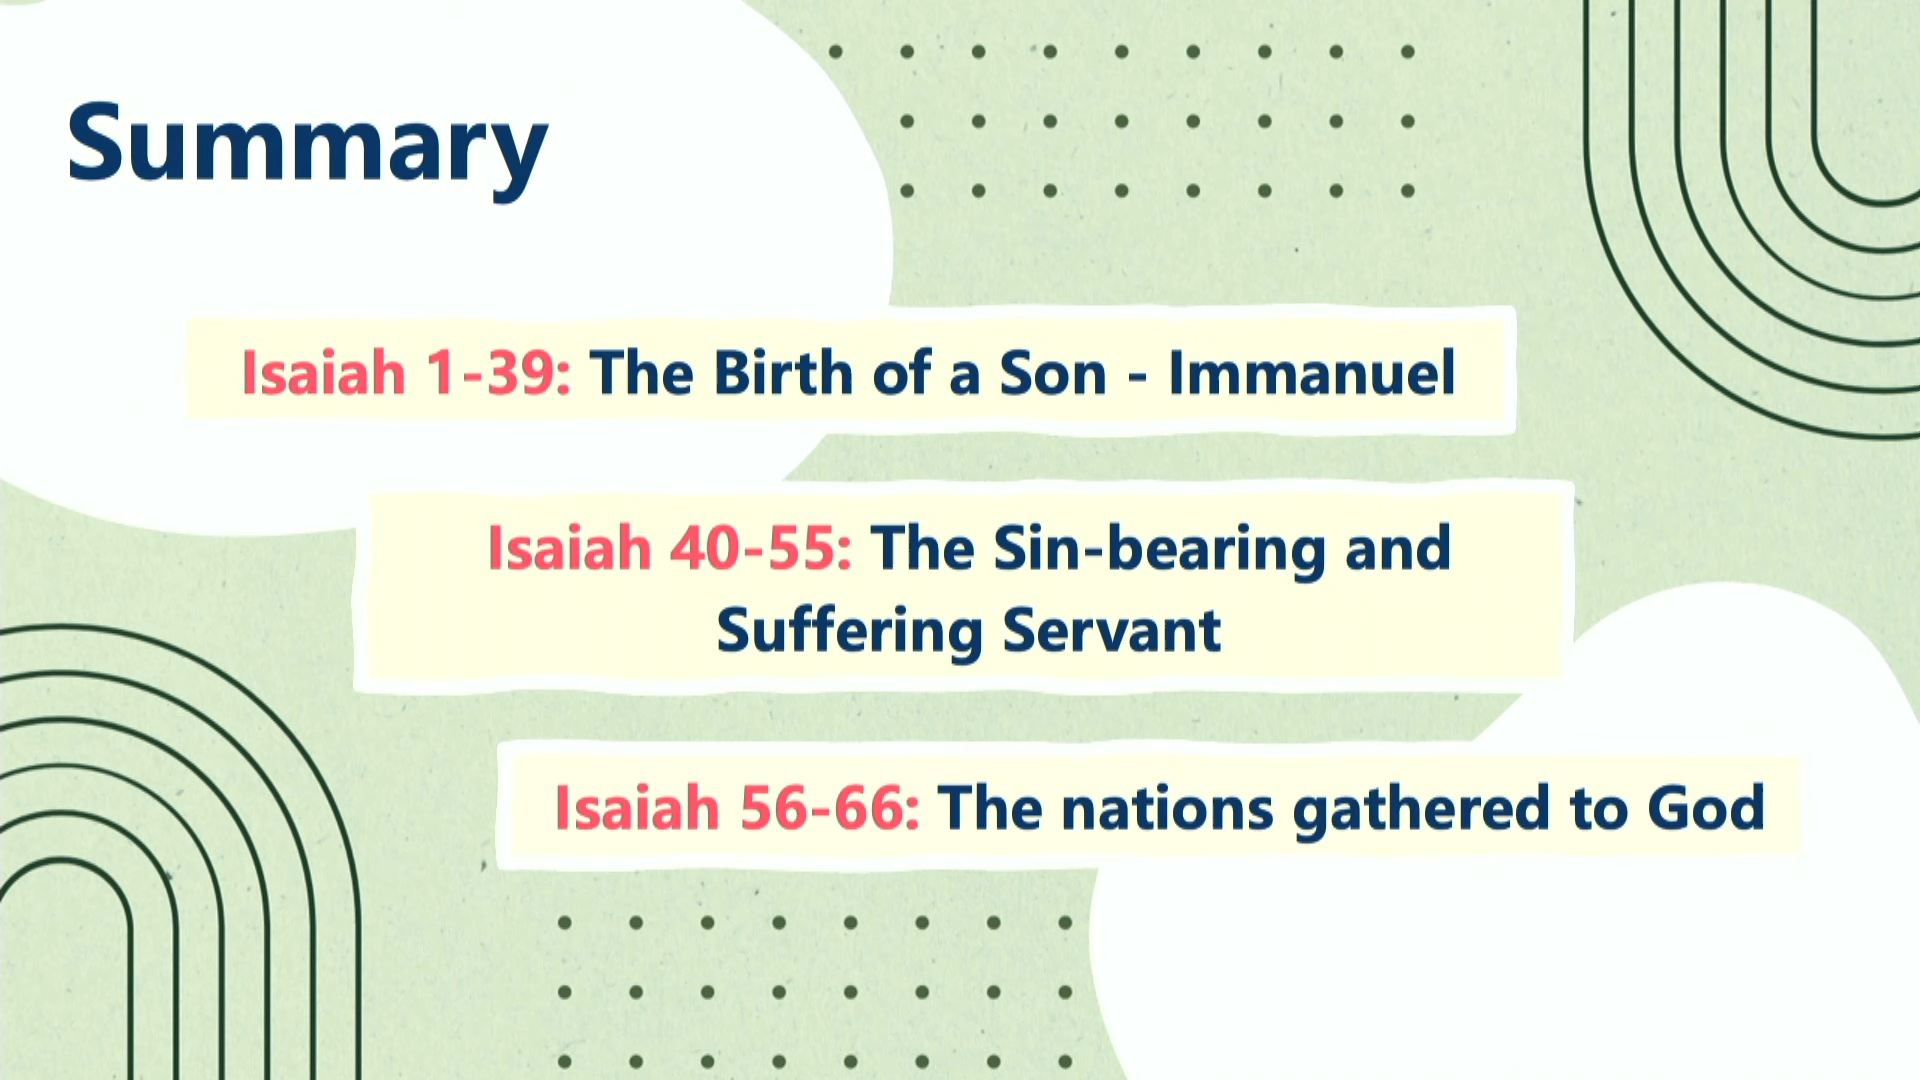 Summary
Isaiah 1-39: The Birth of a Son - Immanuel
Isaiah 40-55: The Sin-bearing and
Suffering Servant
Isaiah 56-66: The nations gathered to God